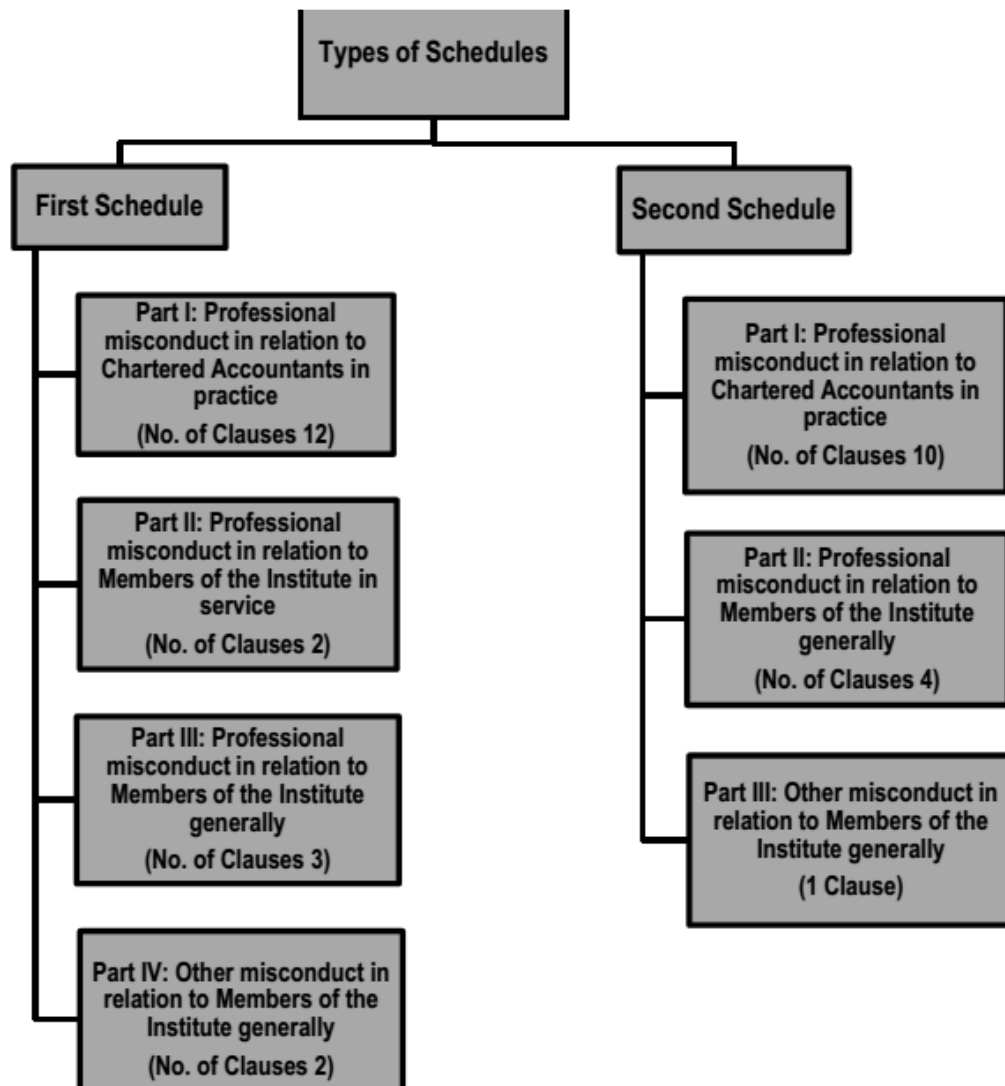 Types of Schedules
First Schedule
Part I: Professional
misconduct in relation to
Chartered Accountants in
practice
(No. of Clauses 12)
Part II: Professional
misconduct in relation to
Members of the Institute in
service
(No. of Clauses 2)
Part III: Professional
misconduct in relation to
Members of the Institute
generally
(No. of Clauses 3)
Part IV: Other misconduct in
relation to Members of the
Institute generally
(No. of Clauses 2)
Second Schedule
Part I: Professional
misconduct in relation to
Chartered Accountants in
practice
(No. of Clauses 10)
Part II: Professional
misconduct in relation to
Members of the Institute
generally
(No. of Clauses 4)
Part III: Other misconduct in
relation to Members of the
Institute generally
(1 Clause)